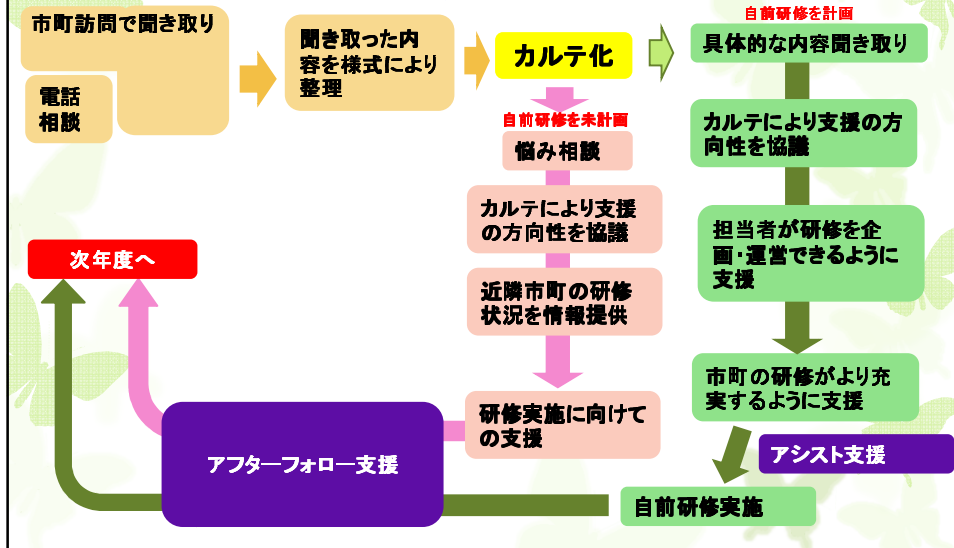 市町訪問で聞き取り
電話
相談
聞き取った内
容を様式により
整理
カルテ化
自前研修を未計画
悩み相談
カルテにより支援
の方向性を協議
近隣市町の研修
状況を情報提供
研修実施に向けて
の支援
自前研修を計画
具体的な内容聞き取り
カルテにより支援の方
向性を協議
担当者が研修を企
画・運営できるように
支援
市町の研修がより充
実するように支援
アシスト支援
自前研修実施
アフターフォロー支援
次年度へ